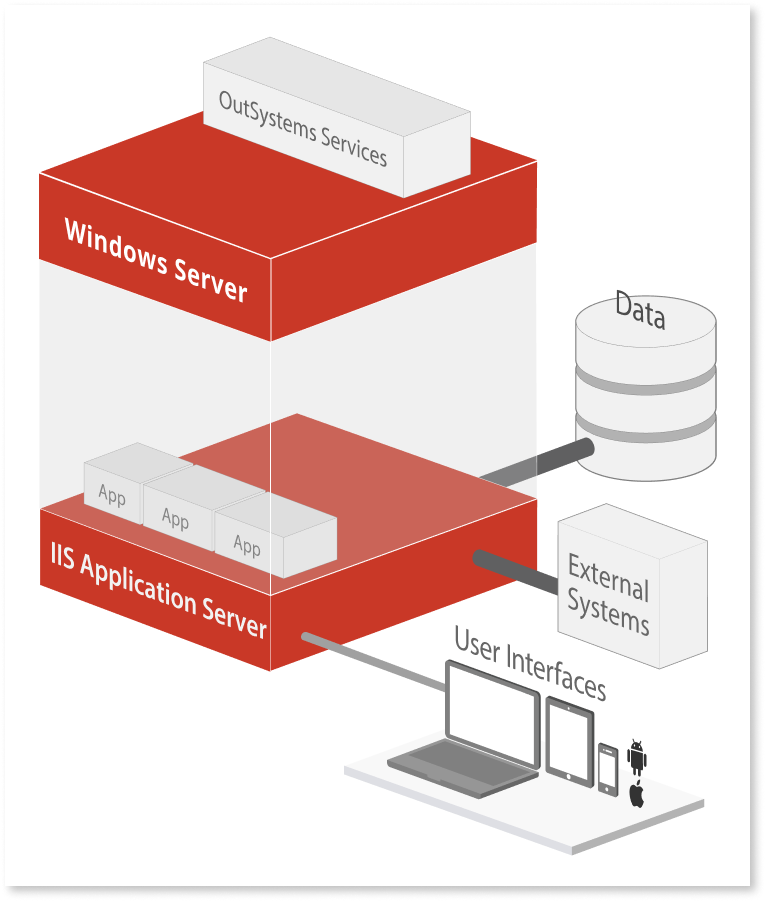 OutSystems Services
Windows Server
Data
App
App
App
IIS Application Server
External
Systems
User Interfaces